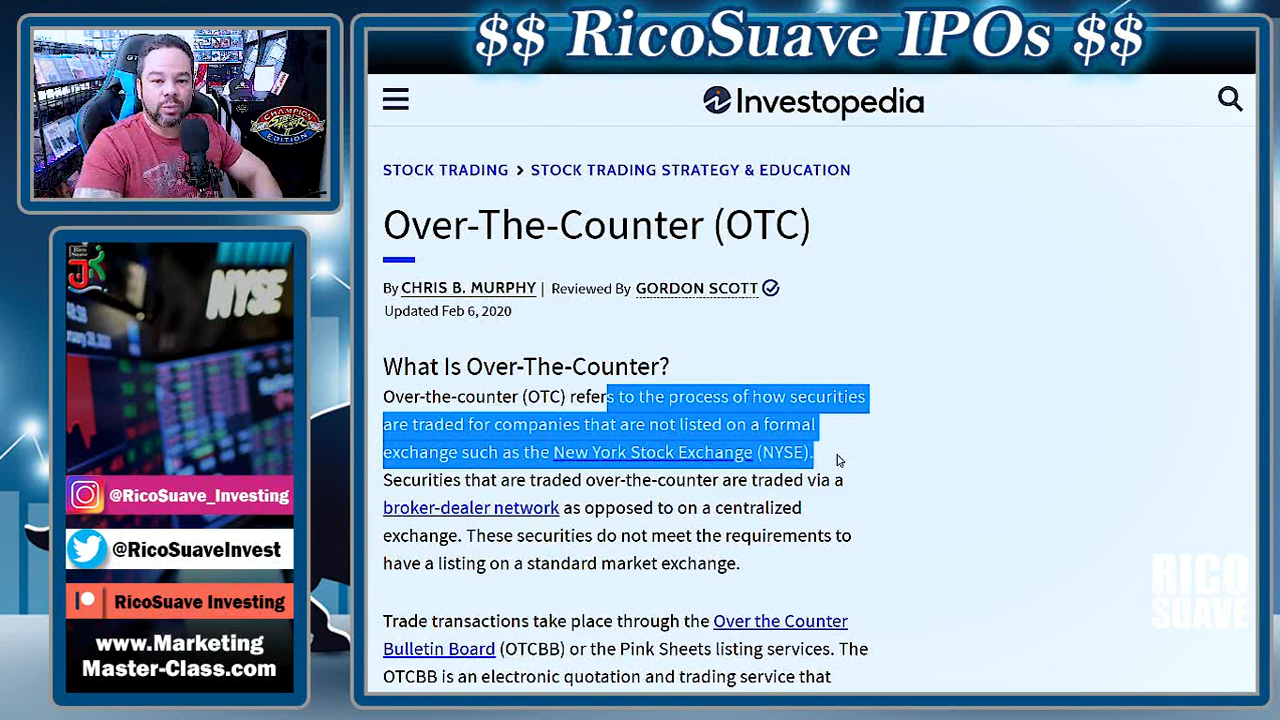 $$ RicoSuave IPOs $$
Investopedia
STOCK TRADING > STOCK TRADING STRATEGY & EDUCATION
Over-The-Counter (OTC)
By CHRIS B. MURPHY | Reviewed By GORDON SCOTT
Updated Feb 6, 2020
What Is Over-The-Counter?
Over-the-counter (OTC) refers to the process of how securities
are traded for companies that are not listed on a formal
exchange such as the New York Stock Exchange (NYSE).
Securities that are traded over-the-counter are traded via a
broker-dealer network as opposed to on a centralized
exchange. These securities do not meet the requirements to
have a listing on a standard market exchange.
Trade transactions take place through the Over the Counter
Bulletin Board (OTCBB) or the Pink Sheets listing services. The
OTCBB is an electronic quotation and trading service that
CHAMPION
EDITION
Rico
Suave
NYSE
@RicoSuave_Investing
@RicoSuaveInvest
RicoSuave Investing
www.Marketing
Master-Class.com
RICO
SUAVE